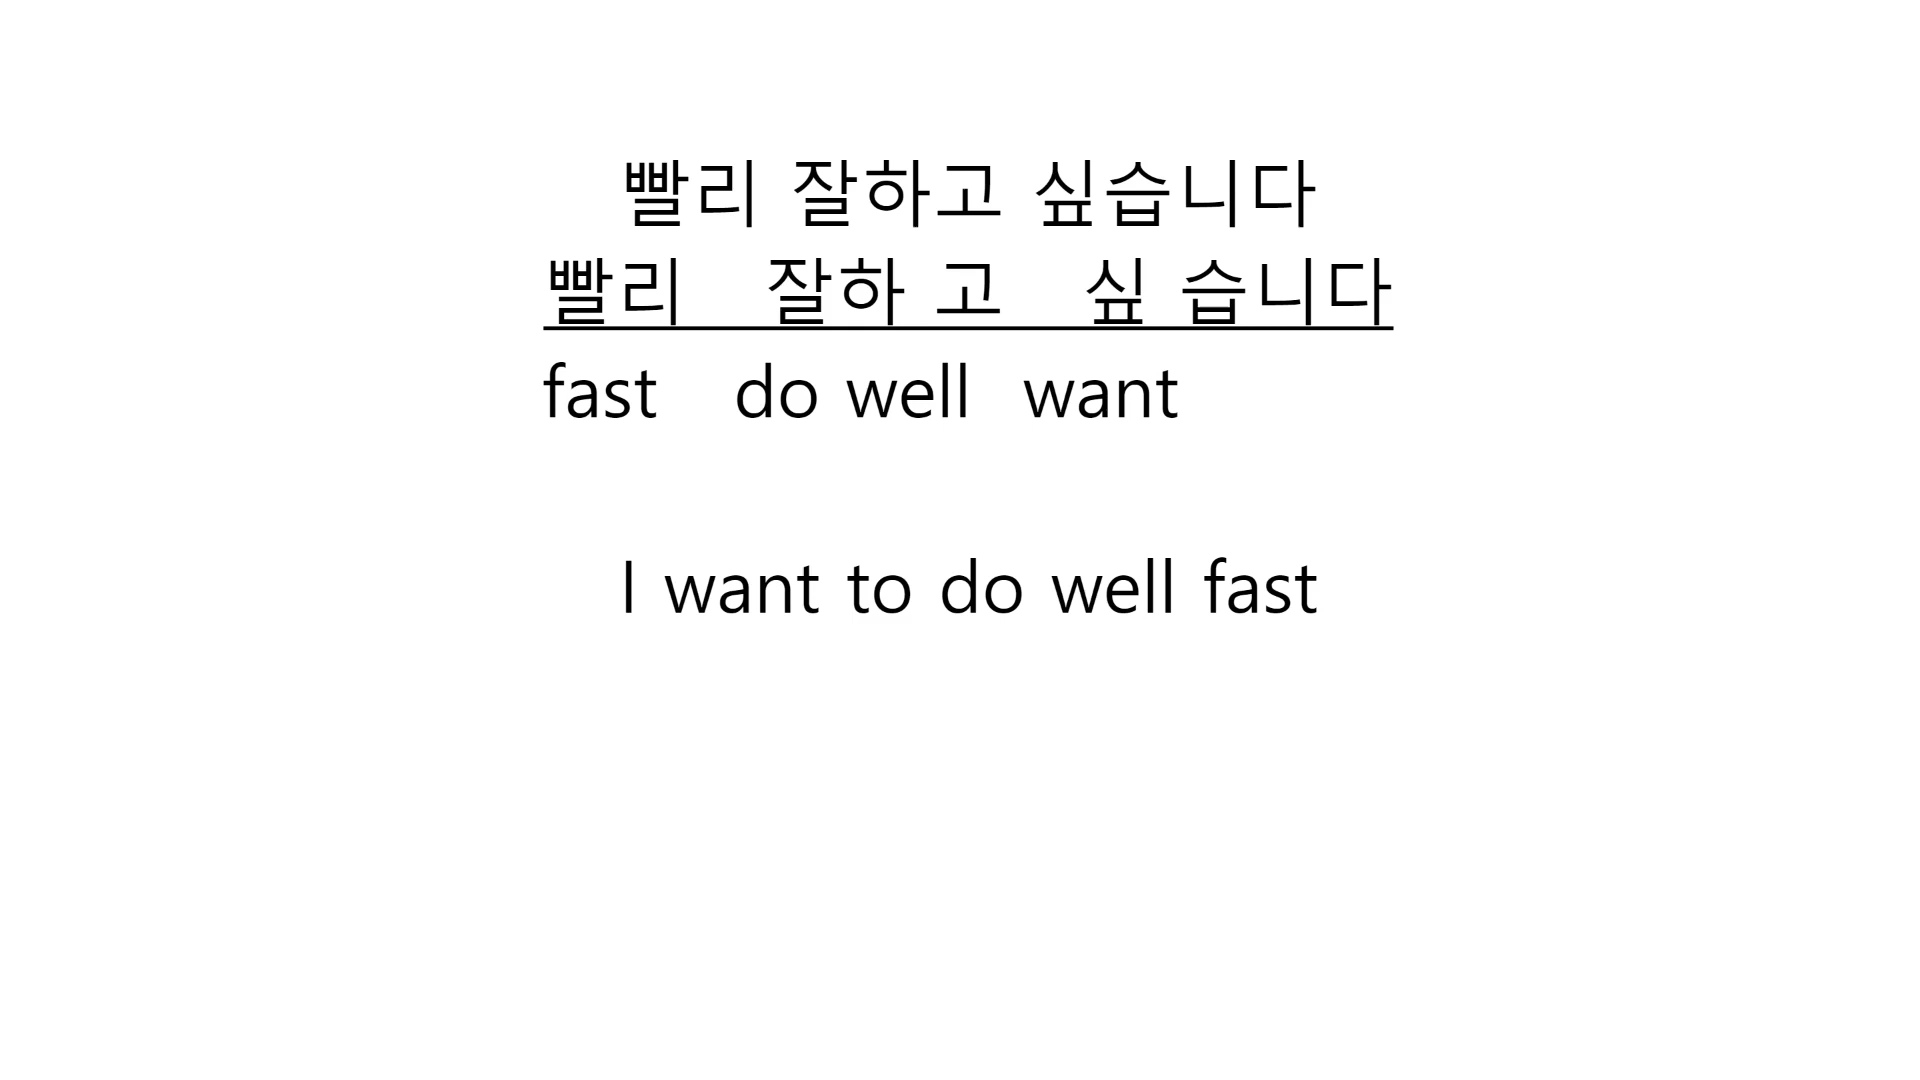 빨리 잘하고 싶습니다
빨리 잘하 고 싶 습니다
fast do well want
I want to do well fast